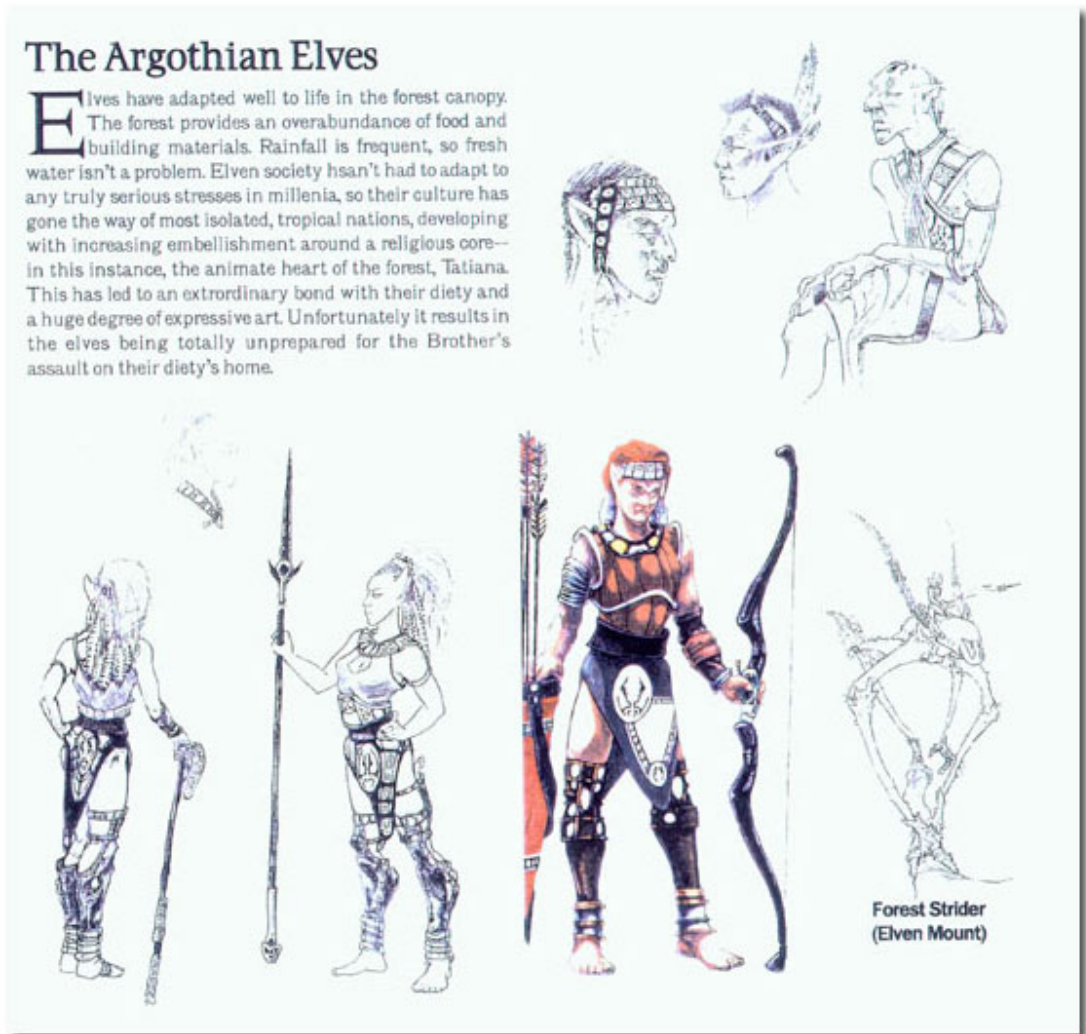 The Argothian Elves
Elves have adapted well to life in the forest canopy.
The forest provides an overabundance of food and
building materials. Rainfall is frequent, so fresh
water isn't a problem. Elven society hsan't had to adapt to
any truly serious stresses in millenia, so their culture has
gone the way of most isolated, tropical nations, developing
with increasing embellishment around a religious core--
in this instance, the animate heart of the forest, Tatiana.
This has led to an extrordinary bond with their diety and
a huge degree of expressive art. Unfortunately it results in
the elves being totally unprepared for the Brother's
assault on their diety's home.
Forest Strider
(Elven Mount)